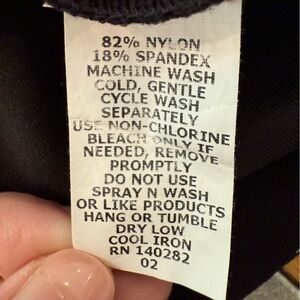 82% NYLON
18% SPANDEX
MACHINE WASH
COLD, GENTLE
CYCLE WASH
SEPARATELY
USE NON-CHLORINE
BLEACH ONLY IF
NEEDED, REMOVE
PROMPTLY
DO NOT USE
SPRAY N WASH
OR LIKE PRODUCTS
HANG OR TUMBLE
DRY LOW
COOL IRON
RN 140282
02